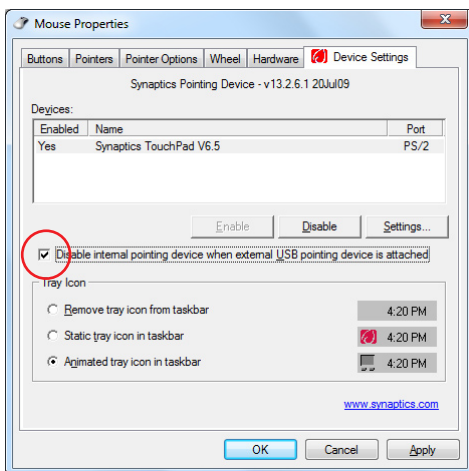 Mouse Properties
Buttons Pointers Pointer Options Wheel Hardware Device Settings
Synaptics Pointing Device - v13.2.6.1 20Jul09
Devices:
Enabled Name Port
Yes Synaptics TouchPad V6.5 PS/2
Enable Disable Settings...
Disable internal pointing device when external USB pointing device is attached
Tray Icon
Remove tray icon from taskbar 4:20 PM
Static tray icon in taskbar 4:20 PM
Animated tray icon in taskbar 4:20 PM
www.synaptics.com
OK Cancel Apply